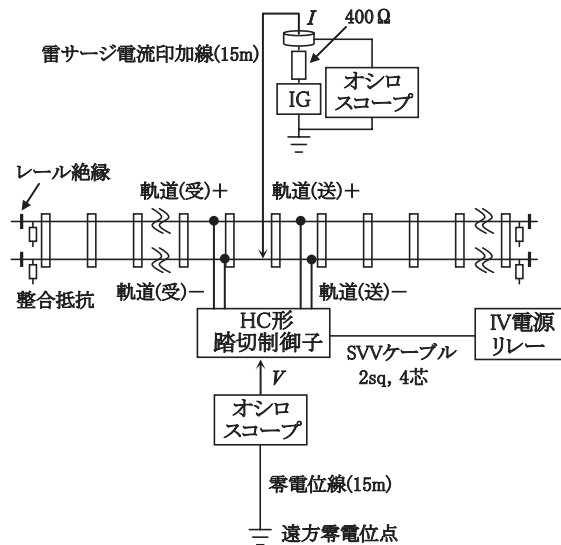 I
400Ω
雷サージ電流印加線(15m)
IG
オシロ
スコープ
レール絶縁
軌道(受)+
軌道(送)+
整合抵抗
軌道(受)−
軌道(送)−
HC形
踏切制御子
IV電源
リレー
SVVケーブル
2sq, 4芯
V
オシロ
スコープ
零電位線(15m)
遠方零電位点